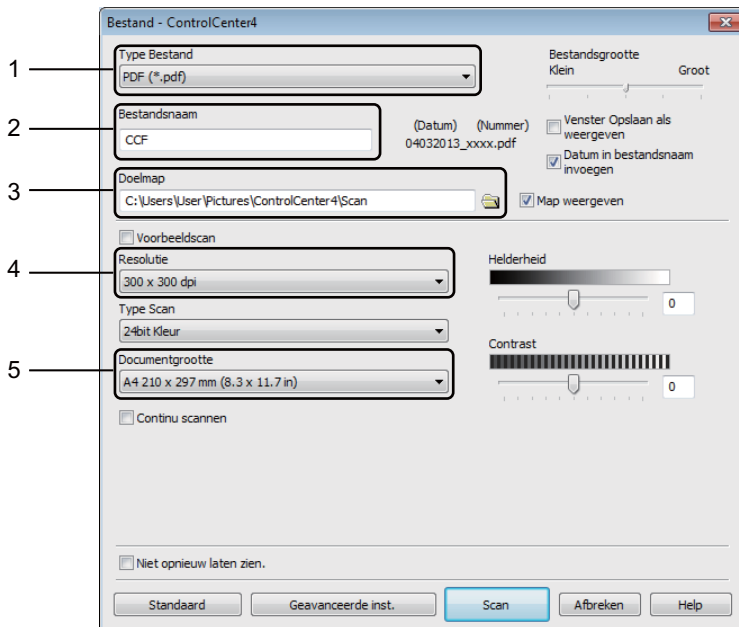 Bestand - ControlCenter4
1
Type Bestand
PDF (*.pdf)
Bestandsgrootte
Klein Groot
2
Bestandsnaam
CCF
(Datum) (Nummer)
04032013_xxxx.pdf
Venster Opslaan als
weergeven
Datum in bestandsnaam
invoegen
3
Doelmap
C:\Users\User\Pictures\ControlCenter4\Scan
Map weergeven
Voorbeeldscan
4
Resolutie
300 x 300 dpi
Helderheid
0
Type Scan
24bit Kleur
Contrast
0
5
Documentgrootte
A4 210 x 297 mm (8.3 x 11.7 in)
Continu scannen
Niet opnieuw laten zien.
Standaard Geavanceerde inst. Scan Afbreken Help